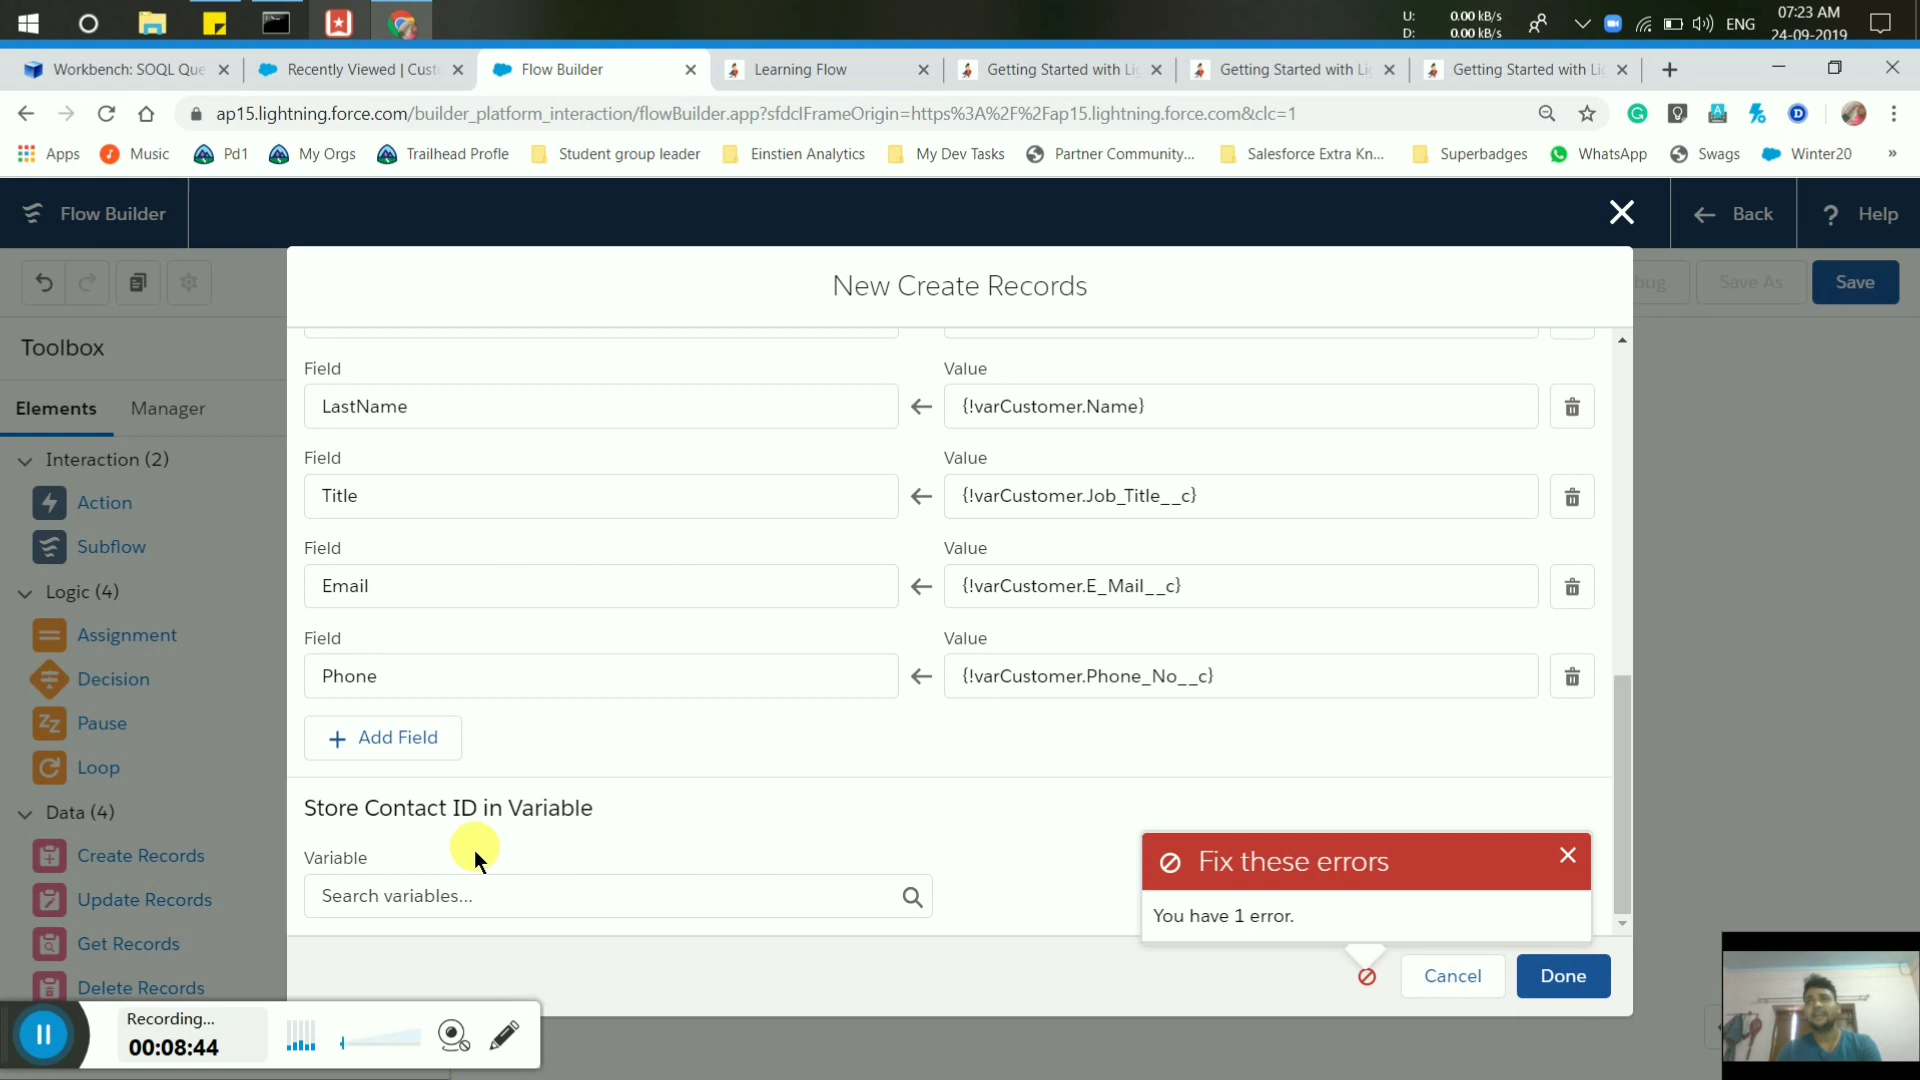 U: 0.00 kB/s
D: 0.00 kB/s
ENG
07:23 AM
24-09-2019
Workbench: SOQL Que
Recently Viewed | Cust
Flow Builder
Learning Flow
Getting Started with Li
Getting Started with Li
Getting Started with Li
ap15.lightning.force.com/builder_platform_interaction/flowBuilder.app?sfdcIFrameOrigin=https%3A%2F%2Fap15.lightning.force.com&clc=1
Apps
Music
Pd1
My Orgs
Trailhead Profle
Student group leader
Einstien Analytics
My Dev Tasks
Partner Community...
Salesforce Extra Kn...
Superbadges
WhatsApp
Swags
Winter20
»
Flow Builder
Back
? Help
bug
Save As
Save
New Create Records
Toolbox
Elements
Manager
Interaction (2)
Action
Subflow
Logic (4)
Assignment
Decision
Pause
Loop
Data (4)
Create Records
Update Records
Get Records
Delete Records
Field
Value
LastName
{!varCustomer.Name}
Field
Value
Title
{!varCustomer.Job_Title__c}
Field
Value
Email
{!varCustomer.E_Mail__c}
Field
Value
Phone
{!varCustomer.Phone_No__c}
+ Add Field
Store Contact ID in Variable
Variable
Search variables...
Fix these errors
You have 1 error.
Cancel
Done
Recording...
00:08:44